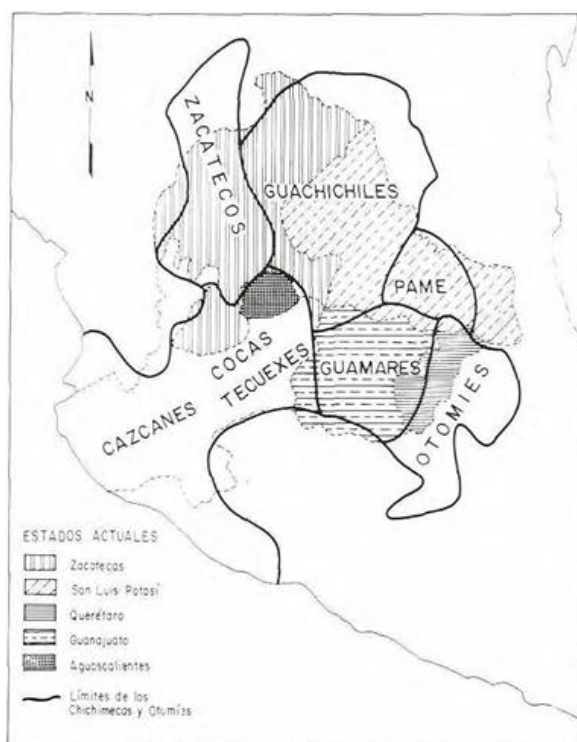 N
ZACATECOS
GUACHICHILES
PAME
COCAS
TECUEXES
CAZCANES
GUAMARES
OTOMIES
ESTADOS ACTUALES
Zacatecas
San Luis Potosí
Querétaro
Guanajuato
Aguascalientes
Límites de los
Chichimecas y Otomíes